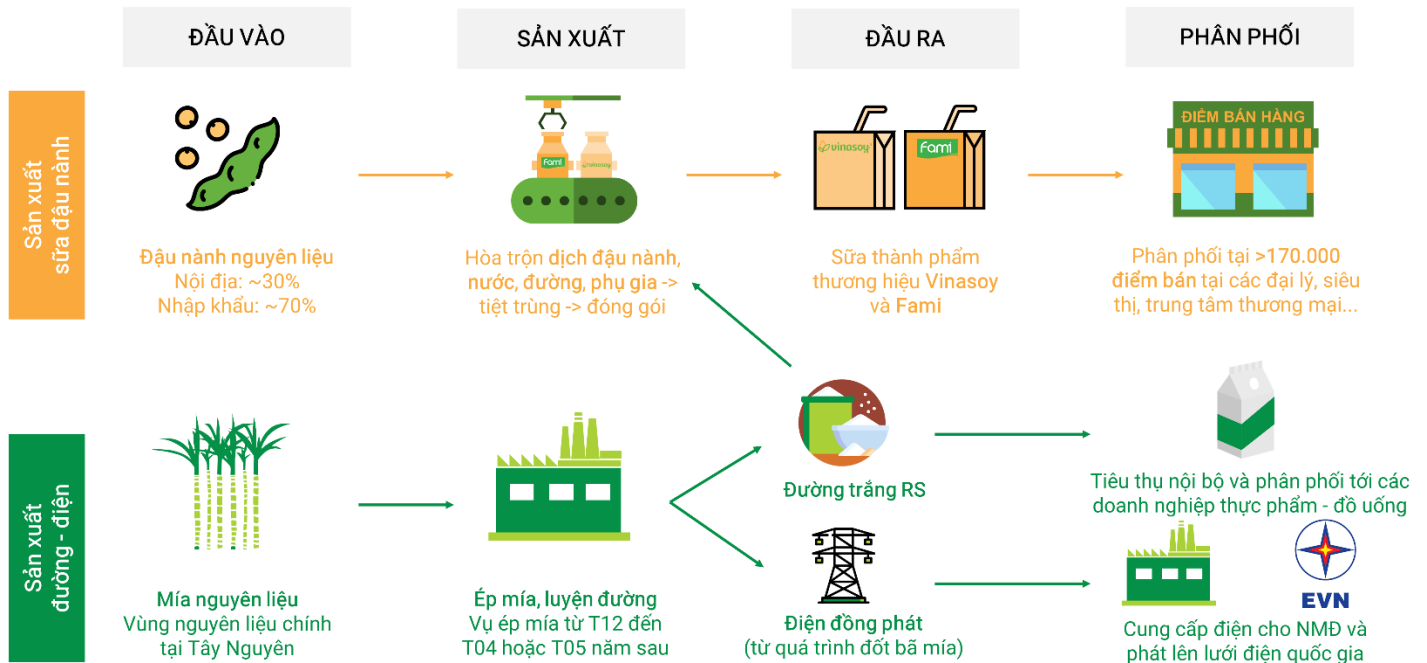 ĐẦU VÀO
SẢN XUẤT
ĐẦU RA
PHÂN PHỐI
Sản xuất
sữa đậu nành
Fami
vinasoy
vinasoy
Fami
ĐIỂM BÁN HÀNG
Đậu nành nguyên liệu
Nội địa: ~30%
Nhập khẩu: ~70%
Hòa trộn dịch đậu nành,
nước, đường, phụ gia ->
tiệt trùng -> đóng gói
Sữa thành phẩm
thương hiệu Vinasoy
và Fami
Phân phối tại >170.000
điểm bán tại các đại lý, siêu
thị, trung tâm thương mại...
Sản xuất
đường - điện
Mía nguyên liệu
Vùng nguyên liệu chính
tại Tây Nguyên
Ép mía, luyện đường
Vụ ép mía từ T12 đến
T04 hoặc T05 năm sau
Đường trắng RS
Điện đồng phát
(từ quá trình đốt bã mía)
Tiêu thụ nội bộ và phân phối tới các
doanh nghiệp thực phẩm - đồ uống
EVN
Cung cấp điện cho NMĐ và
phát lên lưới điện quốc gia